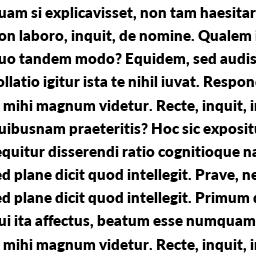 uam si explicavisset, non tam haesitar
on laboro, inquit, de nomine. Qualem
uo tandem modo? Equidem, sed audis
ollatio igitur ista te nihil iuvat. Respon
mihi magnum videtur. Recte, inquit, i
uibusnam praeteritis? Hoc sic exposit
equitur disserendi ratio cognitioque na
ed plane dicit quod intellegit. Prave, ne
ed plane dicit quod intellegit. Primum
ui ita affectus, beatum esse numquam
mihi magnum videtur. Recte, inquit, i